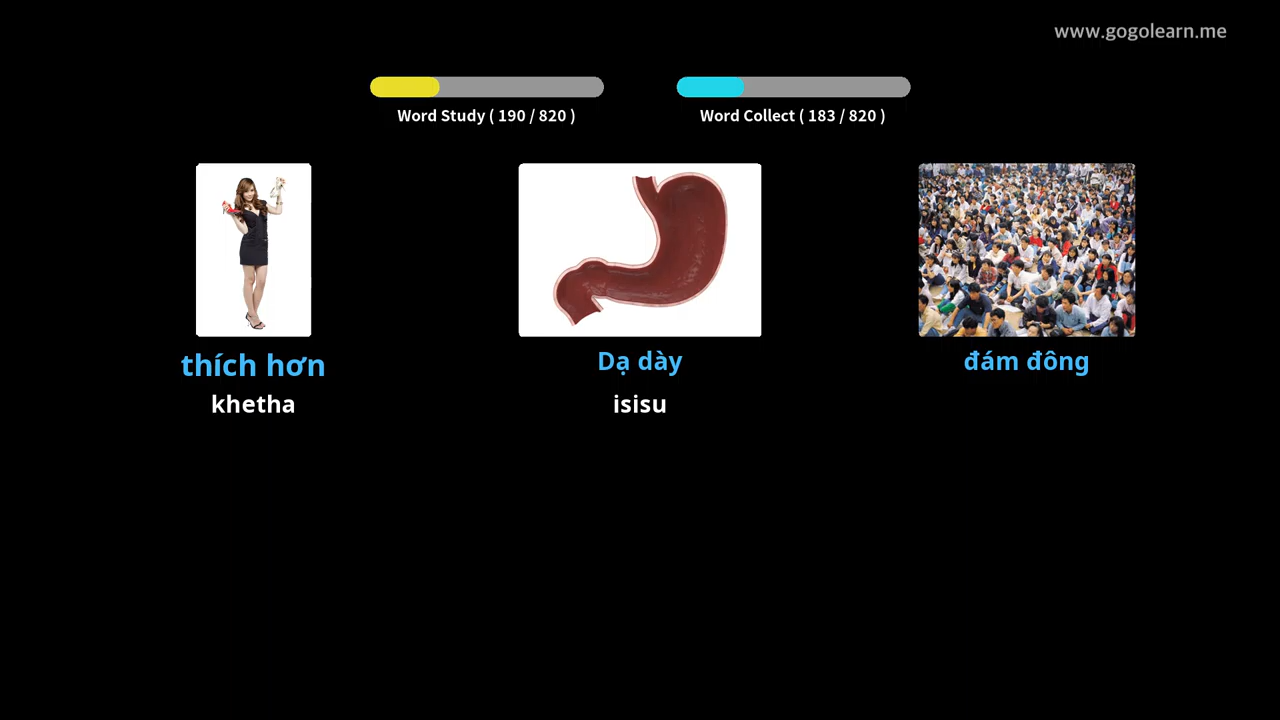 www.gogolearn.me
Word Study ( 190 / 820 )
Word Collect ( 183 / 820 )
thích hơn
khetha
Dạ dày
isisu
đám đông